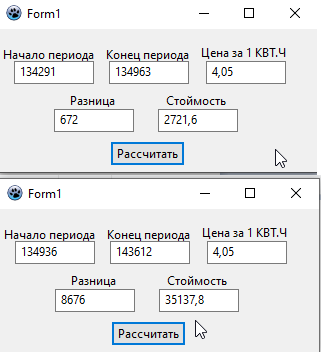 Form1
Начало периода Конец периода Цена за 1 КВТ.Ч
134291 134963 4,05
Разница Стоимость
672 2721,6
Рассчитать
Form1
Начало периода Конец периода Цена за 1 КВТ.Ч
134936 143612 4,05
Разница Стоимость
8676 35137,8
Рассчитать